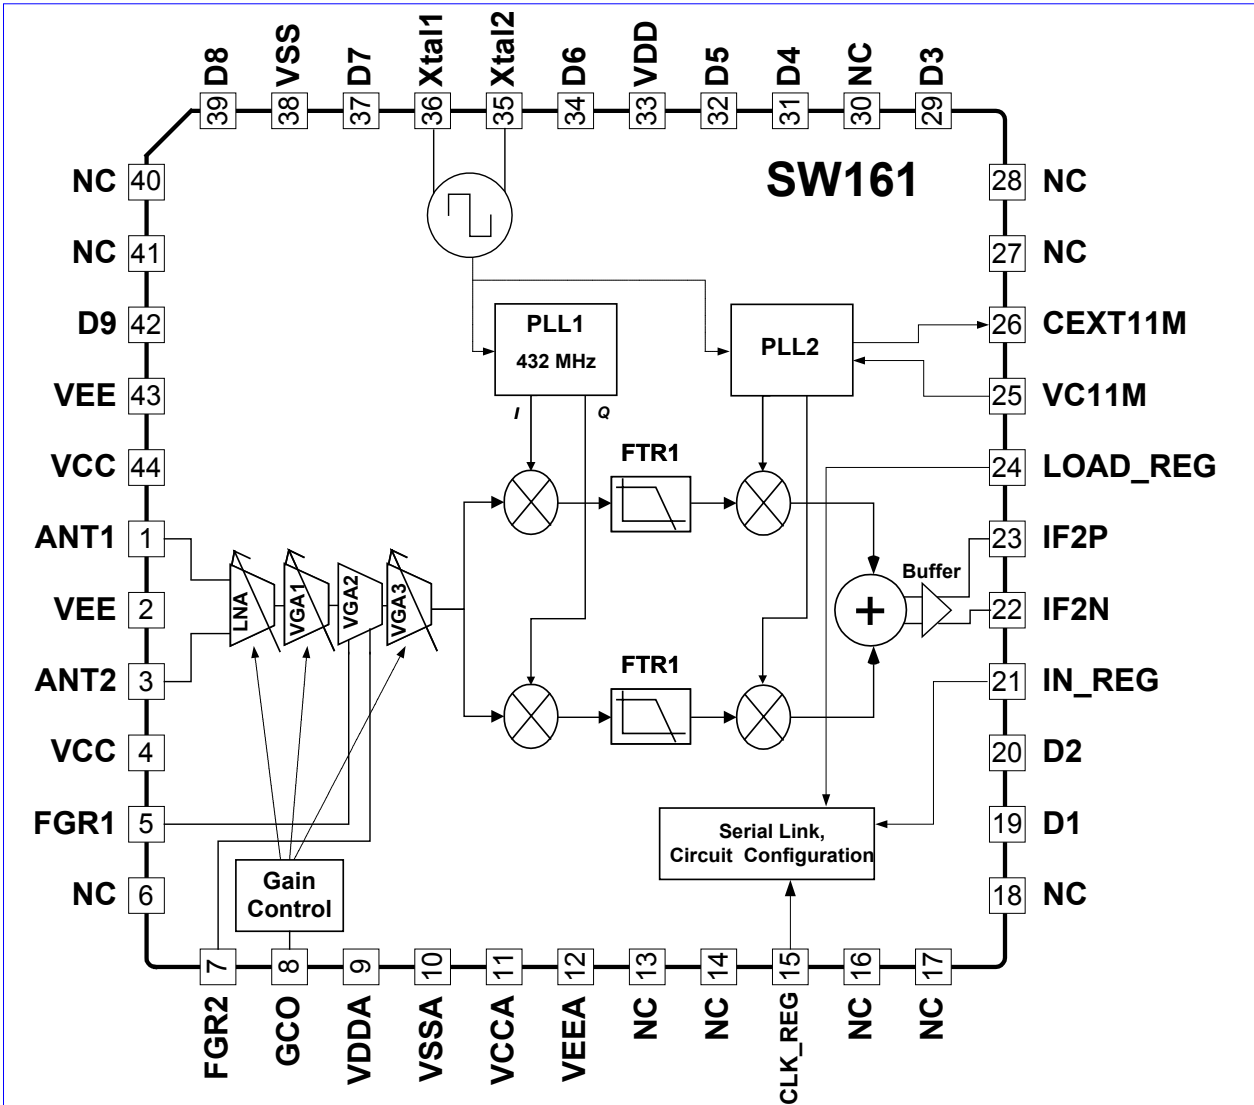 D8
VSS
D7
Xtal1
Xtal2
D6
VDD
D5
D4
NC
D3
39
38
37
36
35
34
33
32
31
30
29
SW161
NC 40
28 NC
NC 41
27 NC
D9 42
26 CEXT11M
VEE 43
25 VC11M
VCC 44
24 LOAD_REG
ANT1 1
23 IF2P
VEE 2
22 IF2N
ANT2 3
21 IN_REG
VCC 4
20 D2
FGR1 5
19 D1
NC 6
18 NC
PLL1
432 MHz
PLL2
I
Q
FTR1
LNA
VGA1
VGA2
VGA3
+
Buffer
FTR1
Serial Link,
Circuit Configuration
Gain
Control
7
8
9
10
11
12
13
14
15
16
17
FGR2
GCO
VDDA
VSSA
VCCA
VEEA
NC
NC
CLK_REG
NC
NC